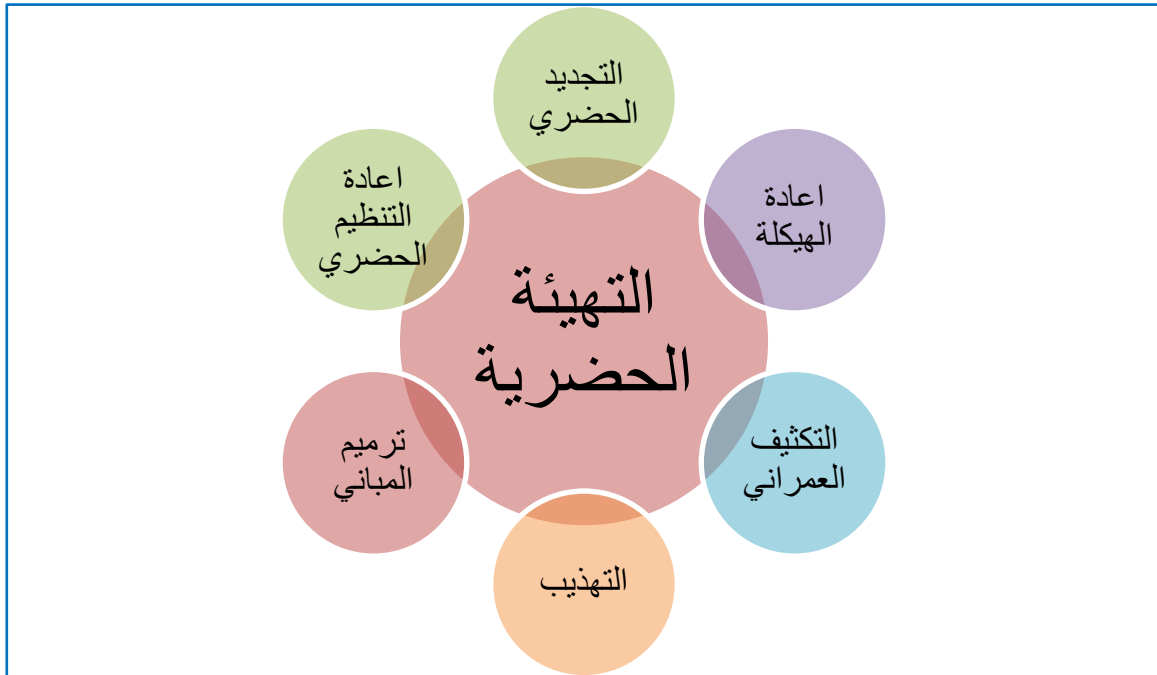 التجديد
الحضري
اعادة
الهيكلة
التكثيف
العمراني
التهذيب
ترميم
المباني
اعادة
التنظيم
الحضري
التهيئة
الحضرية